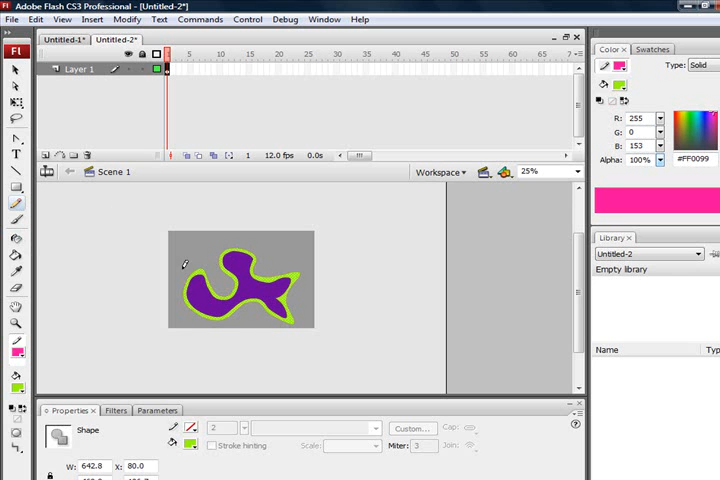 Adobe Flash CS3 Professional - [Untitled-2*]
File Edit View Insert Modify Text Commands Control Debug Window Help
Untitled-1* Untitled-2*
1 5 10 15 20 25 30 35 40 45 50 55 60 65 7
Layer 1
1 12.0 fps 0.0s
Scene 1 Workspace 25%
Properties Filters Parameters
Shape
2 Custom... Cap:
Stroke hinting Scale: Miter: 3 Join:
W: 642.8 X: 80.0
Fl
Color Swatches
Type: Solid
R: 255
G: 0
B: 153
Alpha: 100% #FF0099
Library
Untitled-2
Empty library
Name Typ